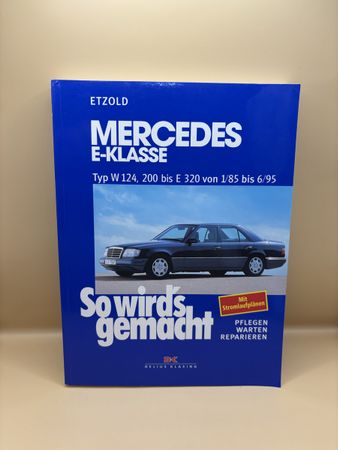 ETZOLD
MERCEDES
E-KLASSE
Typ W 124, 200 bis E 320 von 1/85 bis 6/95
So wird's
gemacht
Mit
Stromlaufplänen
PFLEGEN
WARTEN
REPARIEREN
DELIUS KLASING